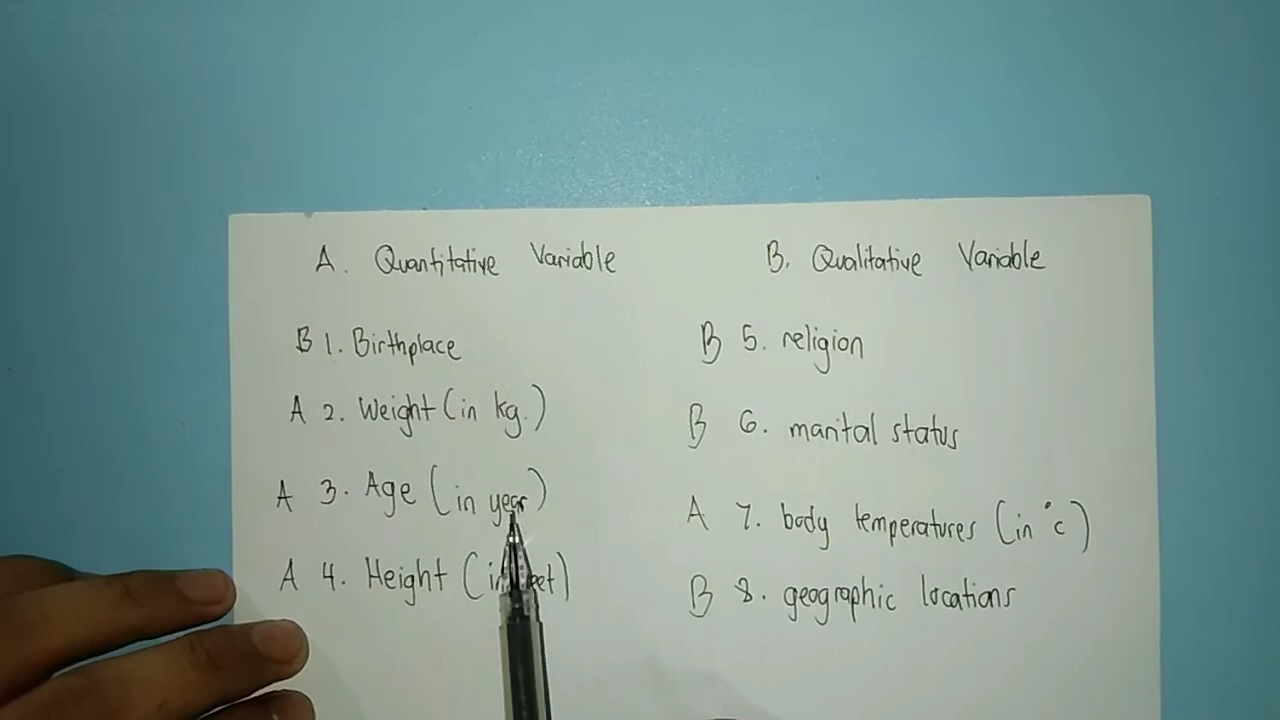 A. Quantitative Variable
B. Qualitative Variable
B 1. Birthplace
A 2. Weight (in kg.)
A 3. Age (in year)
A 4. Height (in
B 5. religion
B 6. marital status
A 7. body temperatures (in °c)
B 8. geographic locations